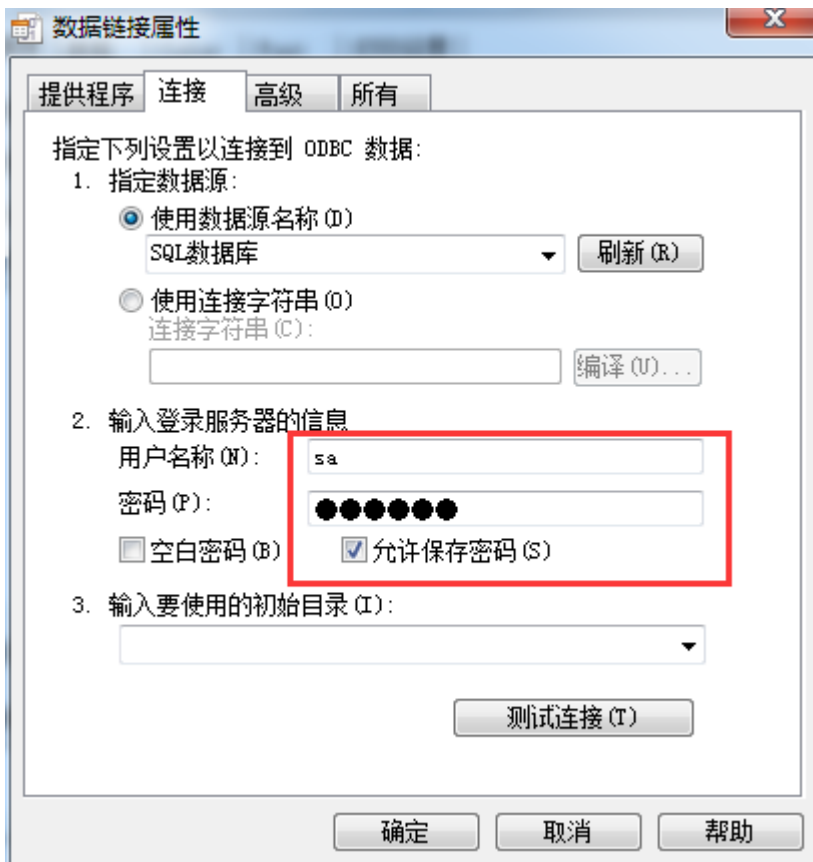 数据链接属性
提供程序 连接 高级 所有
指定下列设置以连接到 ODBC 数据:
1. 指定数据源:
使用数据源名称(D)
SQL数据库 刷新(R)
使用连接字符串(O)
连接字符串(C):
编译(U)...
2. 输入登录服务器的信息
用户名称(N): sa
密码(P): ●●●●●●
空白密码(B) 允许保存密码(S)
3. 输入要使用的初始目录(I):
测试连接(T)
确定 取消 帮助